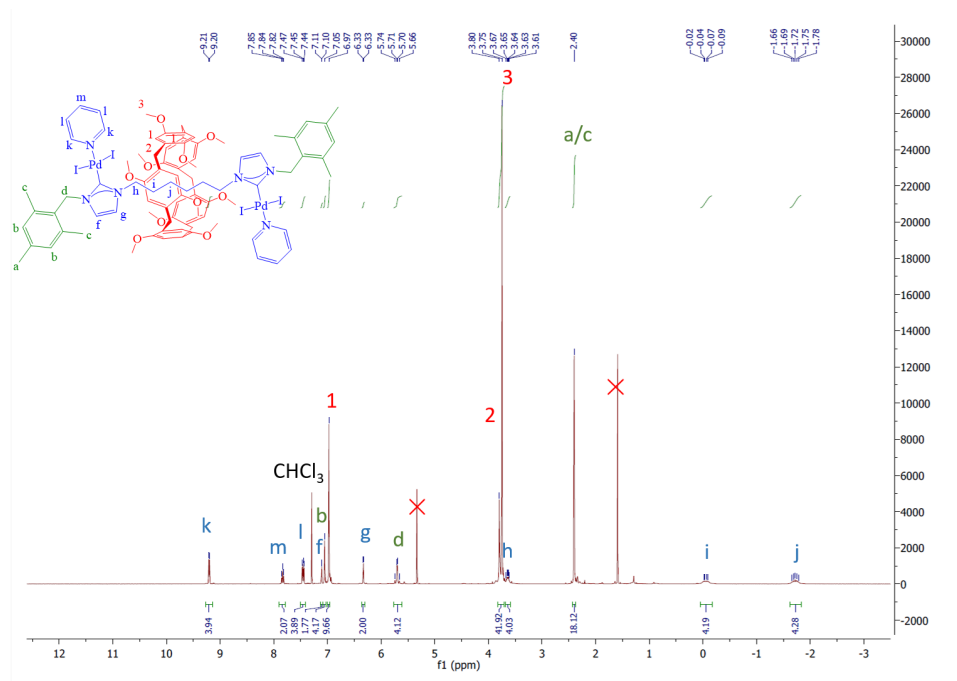 9.21
9.20
7.85
7.84
7.82
7.47
7.45
7.44
7.11
7.10
7.05
6.97
6.33
6.33
5.74
5.71
5.70
5.66
3.80
3.75
3.67
3.65
3.64
3.63
3.61
2.40
-0.02
-0.04
-0.07
-0.09
-1.66
-1.69
-1.72
-1.75
-1.78
3
a/c
m
l
l
k
k
N
I
Pd
I
3
O
1
2
O
O
O
O
O
O
O
O
O
O
N
N
h
i
j
N
N
g
f
d
c
c
b
b
a
I
Pd
I
N
1
2
CHCl3
k
m
l
f
b
g
d
h
i
j
3.94
2.07
3.89
1.77
4.17
9.66
2.00
4.12
41.92
4.03
18.12
4.19
4.28
12
11
10
9
8
7
6
5
4
3
2
1
0
-1
-2
-3
f1 (ppm)
30000
28000
26000
24000
22000
20000
18000
16000
14000
12000
10000
8000
6000
4000
2000
0
-2000